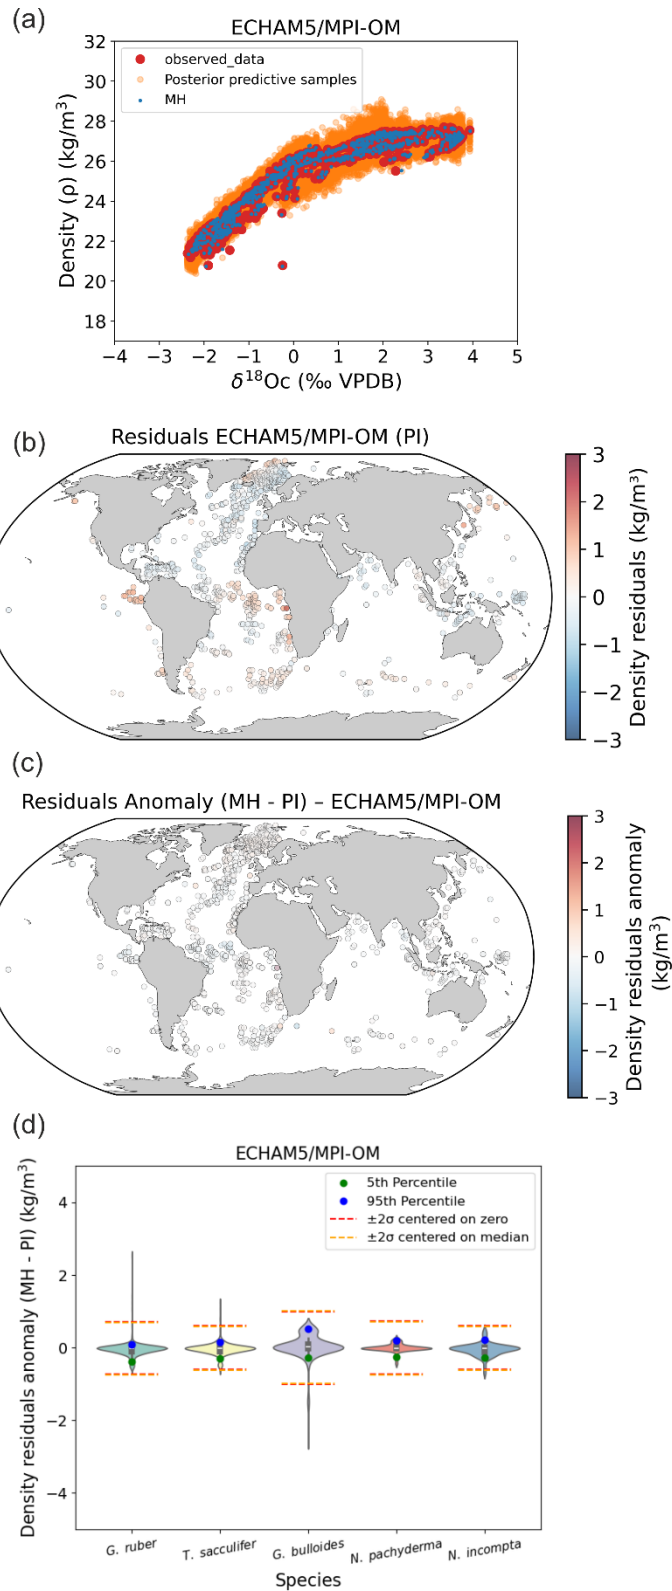 (a)
ECHAM5/MPI-OM
32
30
28
26
24
22
20
18
Density (ρ) (kg/m³)
observed_data
Posterior predictive samples
MH
−4 −3 −2 −1 0 1 2 3 4 5
δ¹⁸Oc (‰ VPDB)
(b)
Residuals ECHAM5/MPI-OM (PI)
3
2
1
0
−1
−2
−3
Density residuals (kg/m³)
(c)
Residuals Anomaly (MH - PI) – ECHAM5/MPI-OM
3
2
1
0
−1
−2
−3
Density residuals anomaly
(kg/m³)
(d)
ECHAM5/MPI-OM
4
2
0
−2
−4
Density residuals anomaly (MH - PI) (kg/m³)
5th Percentile
95th Percentile
±2σ centered on zero
±2σ centered on median
G. ruber T. sacculifer G. bulloides N. pachyderma N. incompta
Species